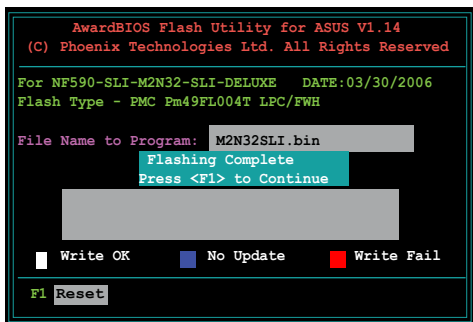 AwardBIOS Flash Utility for ASUS V1.14
(C) Phoenix Technologies Ltd. All Rights Reserved
For NF590-SLI-M2N32-SLI-DELUXE DATE:03/30/2006
Flash Type - PMC Pm49FL004T LPC/FWH
File Name to Program: M2N32SLI.bin
Flashing Complete
Press <F1> to Continue
Write OK No Update Write Fail
F1 Reset